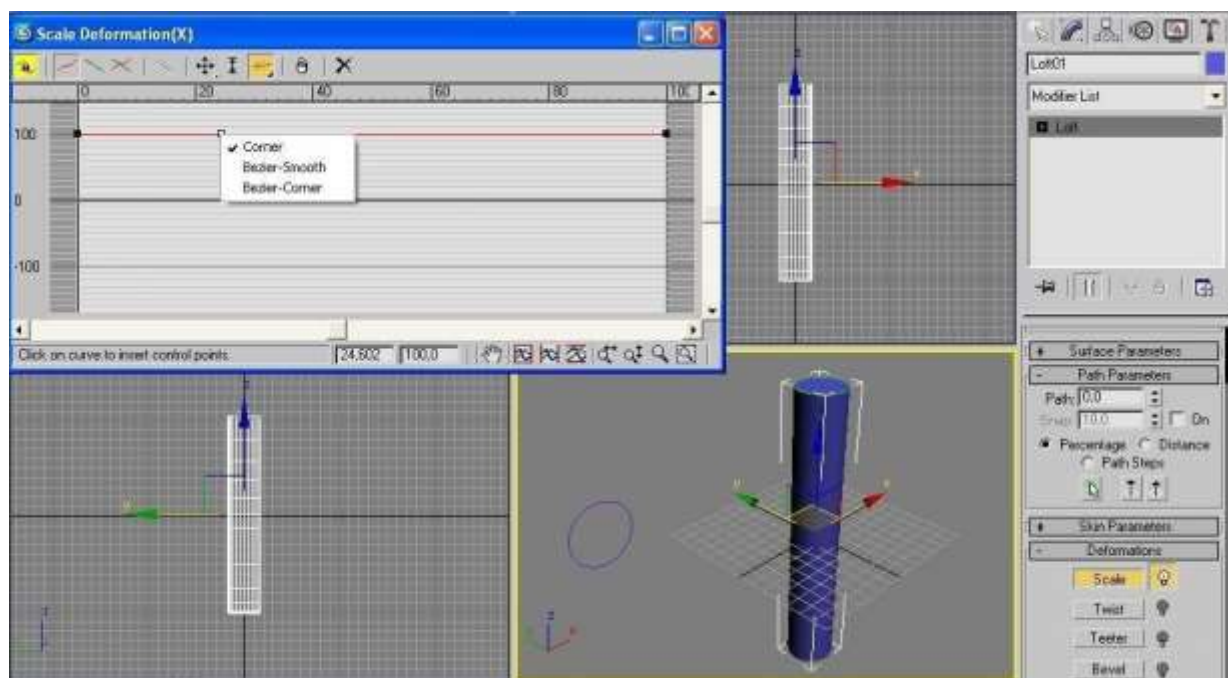 Scale Deformation(X)
0 20 40 60 80 100
100
0
-100
Corner
Bezier-Smooth
Bezier-Corner
Click on curve to insert control points. 24,602 100,0
z
x
z
y
z
x
y
x
z
Loft01
Modifier List
Loft
+ Surface Parameters
- Path Parameters
Path: 0,0
Snap: 10,0 On
Percentage Distance
Path Steps
+ Skin Parameters
- Deformations
Scale
Twist
Teeter
Bevel